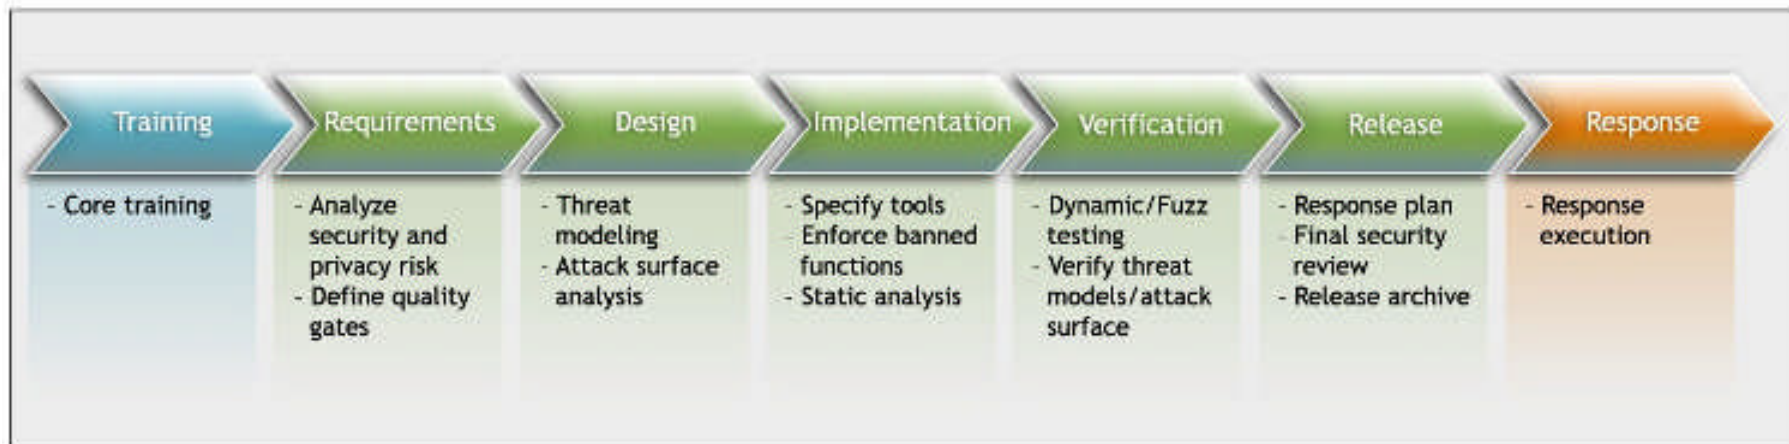 Training
Requirements
Design
Implementation
Verification
Release
Response
- Core training
- Analyze
security and
privacy risk
- Define quality
gates
- Threat
modeling
- Attack surface
analysis
- Specify tools
- Enforce banned
functions
- Static analysis
- Dynamic/Fuzz
testing
- Verify threat
models/attack
surface
- Response plan
- Final security
review
- Release archive
- Response
execution